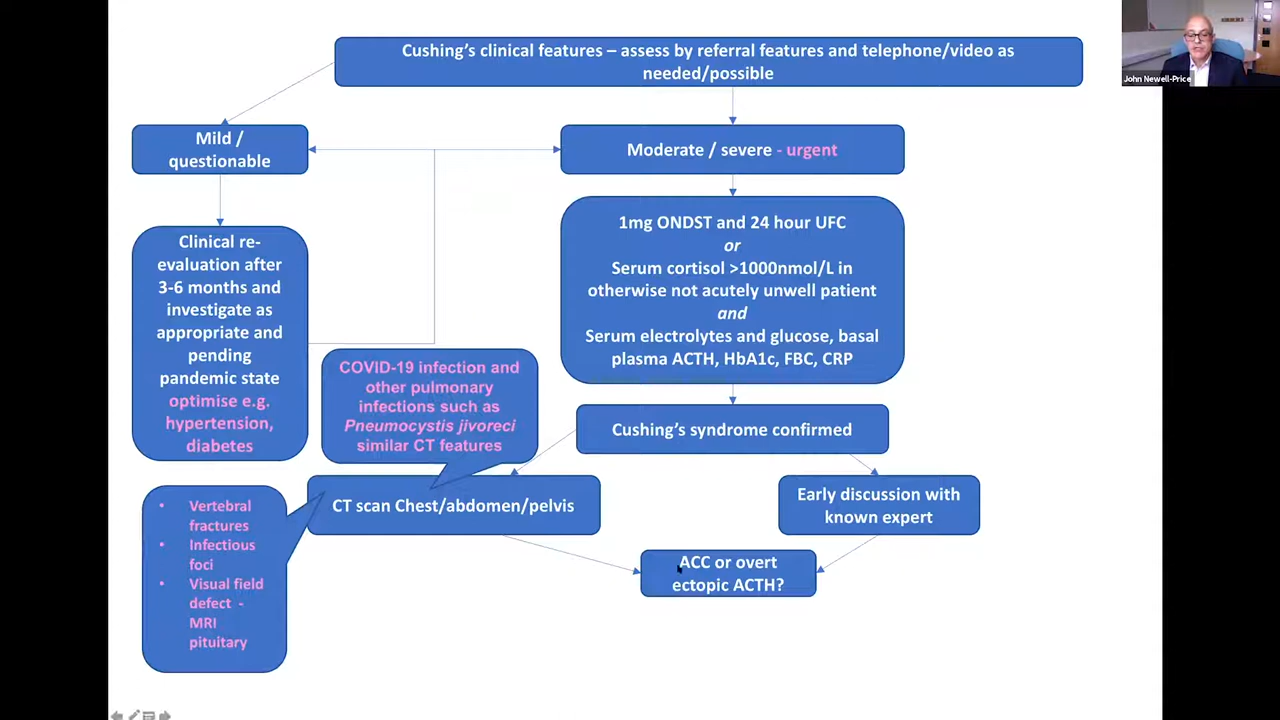 Cushing's clinical features – assess by referral features and telephone/video as
needed/possible
John Newell-Price
Mild /
questionable
Moderate / severe - urgent
Clinical re-
evaluation after
3-6 months and
investigate as
appropriate and
pending
pandemic state
optimise e.g.
hypertension,
diabetes
1mg ONDST and 24 hour UFC
or
Serum cortisol >1000nmol/L in
otherwise not acutely unwell patient
and
Serum electrolytes and glucose, basal
plasma ACTH, HbA1c, FBC, CRP
COVID-19 infection and
other pulmonary
infections such as
Pneumocystis jivoreci
similar CT features
Cushing's syndrome confirmed
CT scan Chest/abdomen/pelvis
Early discussion with
known expert
• Vertebral
fractures
• Infectious
foci
• Visual field
defect -
MRI
pituitary
ACC or overt
ectopic ACTH?